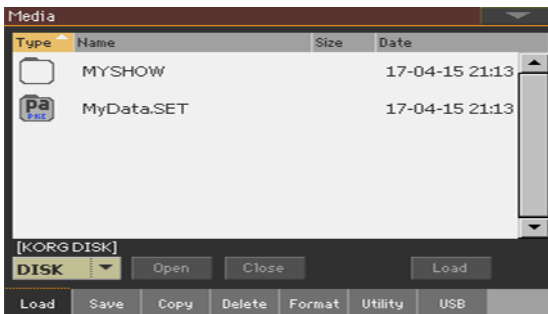 Media
Type Name Size Date
MYSHOW 17-04-15 21:13
pa PKG MyData.SET 17-04-15 21:13
[KORG DISK]
DISK Open Close Load
Load Save Copy Delete Format Utility USB